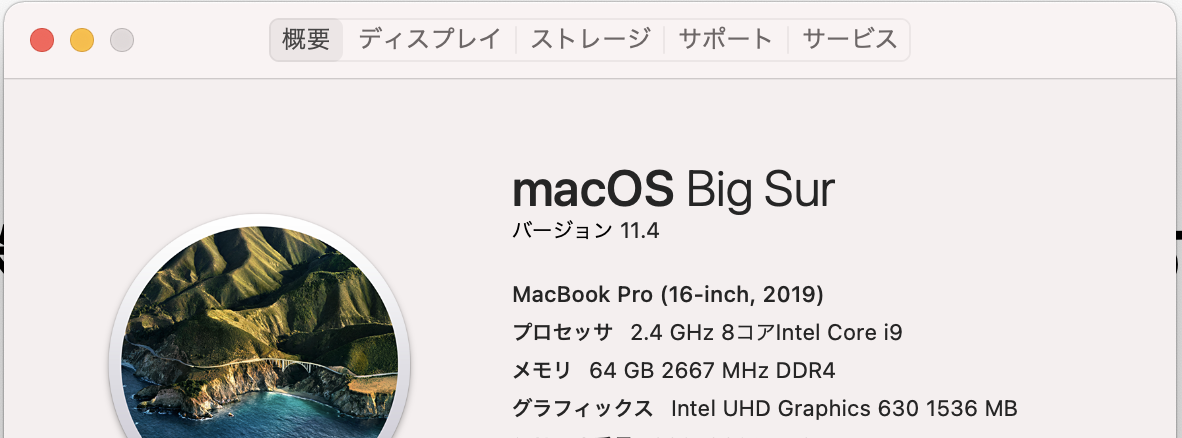 概要 ディスプレイ ストレージ サポート サービス
macOS Big Sur
バージョン 11.4
MacBook Pro (16-inch, 2019)
プロセッサ 2.4 GHz 8コアIntel Core i9
メモリ 64 GB 2667 MHz DDR4
グラフィックス Intel UHD Graphics 630 1536 MB